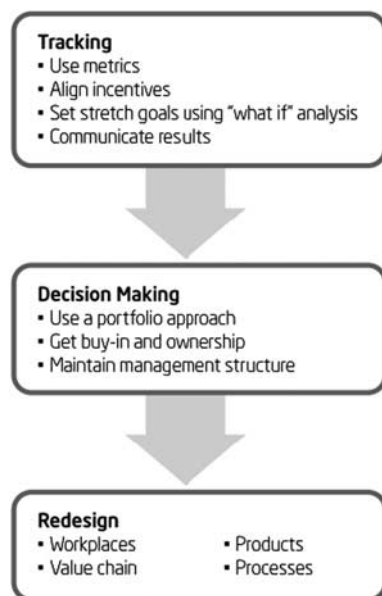 Tracking
▪ Use metrics
▪ Align incentives
▪ Set stretch goals using “what if” analysis
▪ Communicate results
Decision Making
▪ Use a portfolio approach
▪ Get buy-in and ownership
▪ Maintain management structure
Redesign
▪ Workplaces ▪ Products
▪ Value chain ▪ Processes